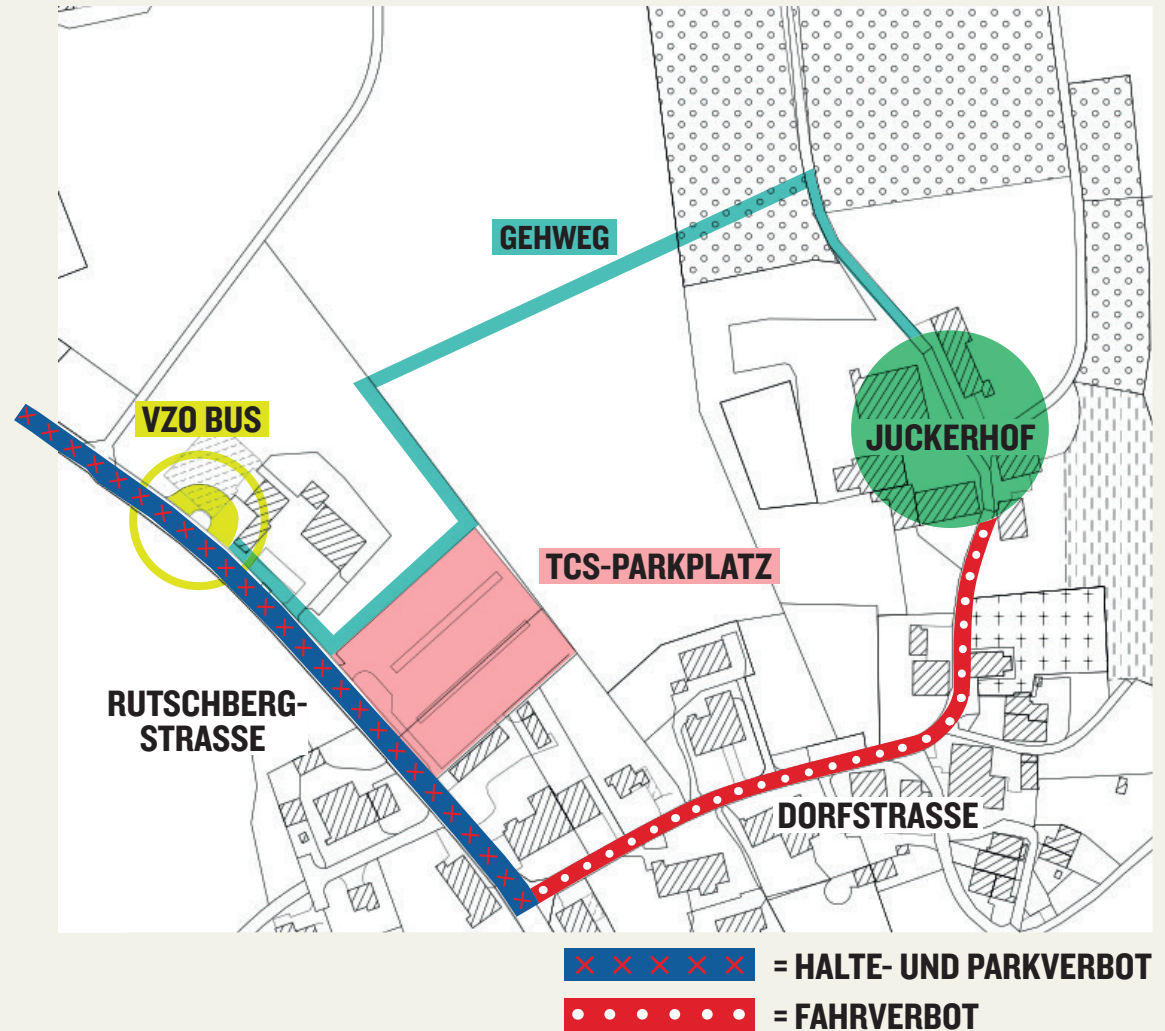 GEHWEG
VZO BUS
JUCKERHOF
TCS-PARKPLATZ
RUTSCHBERG-
STRASSE
DORFSTRASSE
= HALTE- UND PARKVERBOT
= FAHRVERBOT